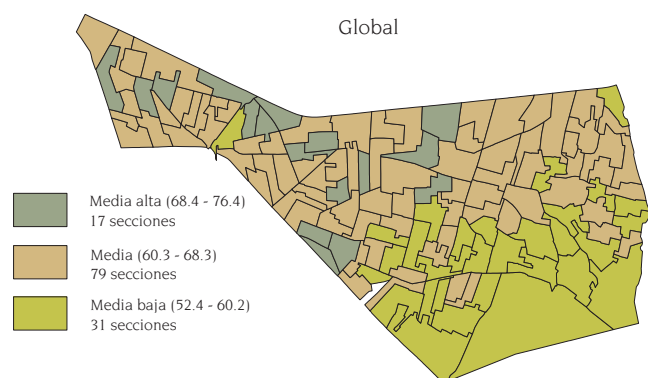 Global
Media alta (68.4 - 76.4)
17 secciones
Media (60.3 - 68.3)
79 secciones
Media baja (52.4 - 60.2)
31 secciones